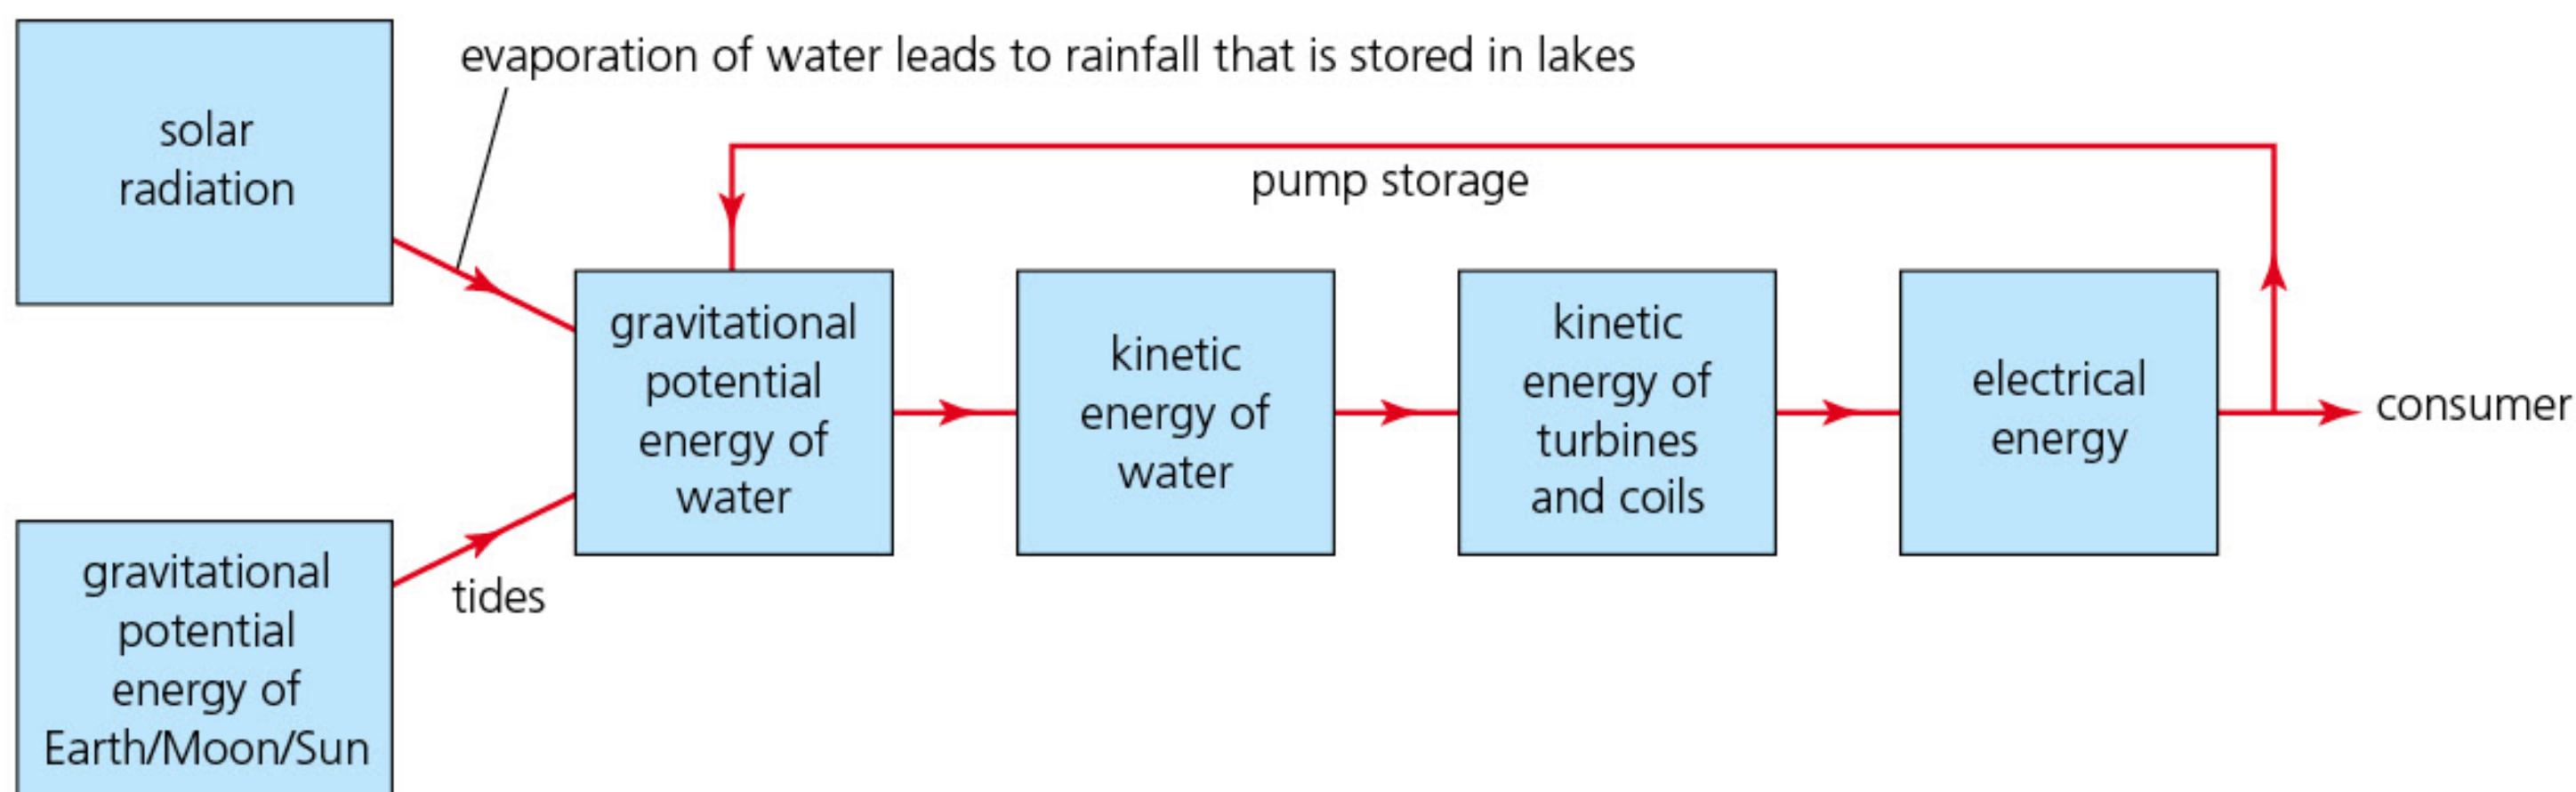 solar
radiation
evaporation of water leads to rainfall that is stored in lakes
pump storage
gravitational
potential
energy of
Earth/Moon/Sun
tides
gravitational
potential
energy of
water
kinetic
energy of
water
kinetic
energy of
turbines
and coils
electrical
energy
consumer